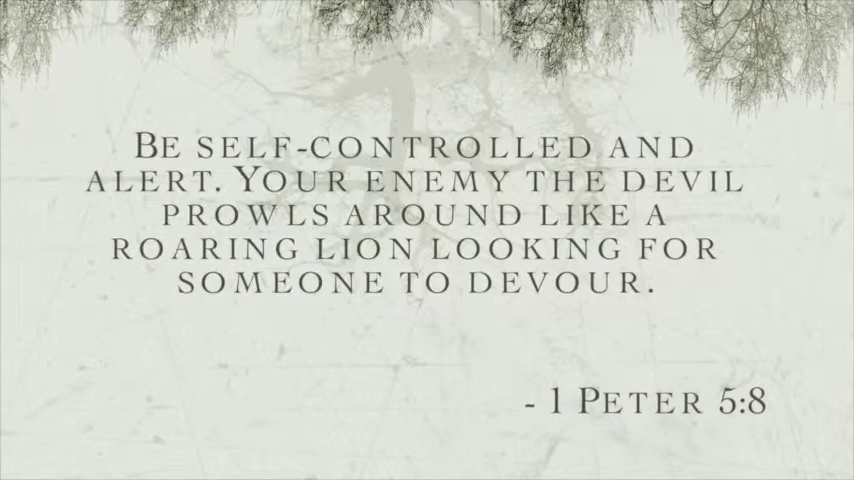 Be self-controlled and
alert. Your enemy the devil
prowls around like a
roaring lion looking for
someone to devour.
- 1 Peter 5:8